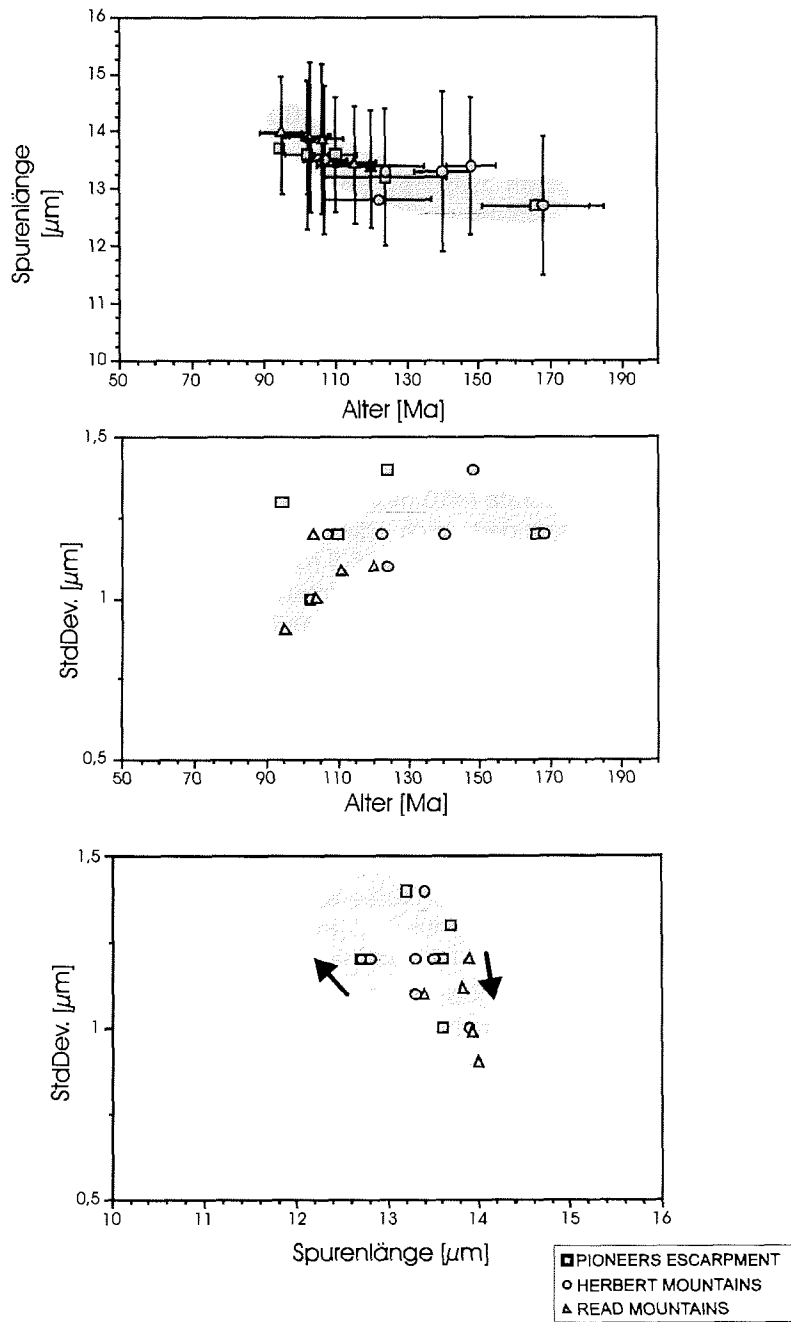 16
15
14
13
12
11
10
Spurenlänge
[µm]
50 70 90 110 130 150 170 190
Alter [Ma]
1,5
1
0,5
StdDev. [µm]
50 70 90 110 130 150 170 190
Alter [Ma]
1,5
1
0,5
StdDev. [µm]
10 11 12 13 14 15 16
Spurenlänge [µm]
PIONEERS ESCARPMENT
HERBERT MOUNTAINS
READ MOUNTAINS